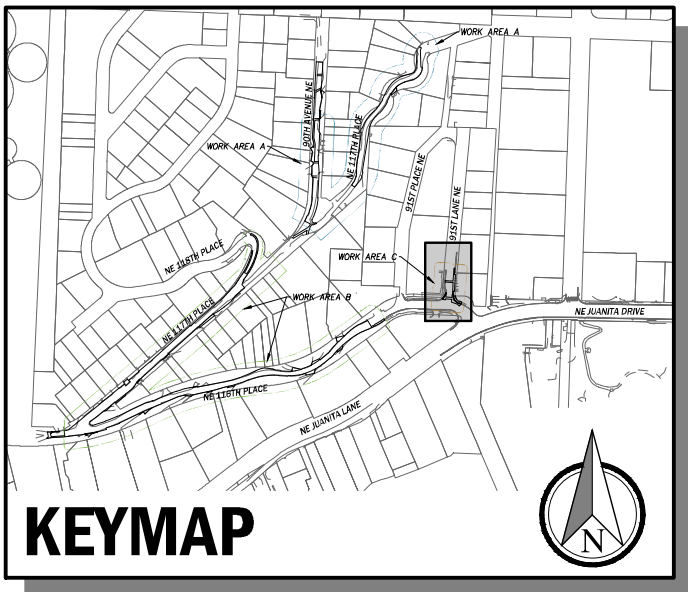 WORK AREA A
90TH AVENUE NE
NE 117TH PLACE
WORK AREA A
91ST PLACE NE
91ST LANE NE
NE 118TH PLACE
WORK AREA C
WORK AREA B
NE 117TH PLACE
NE JUANITA DRIVE
NE 116TH PLACE
NE JUANITA LANE
KEYMAP
N